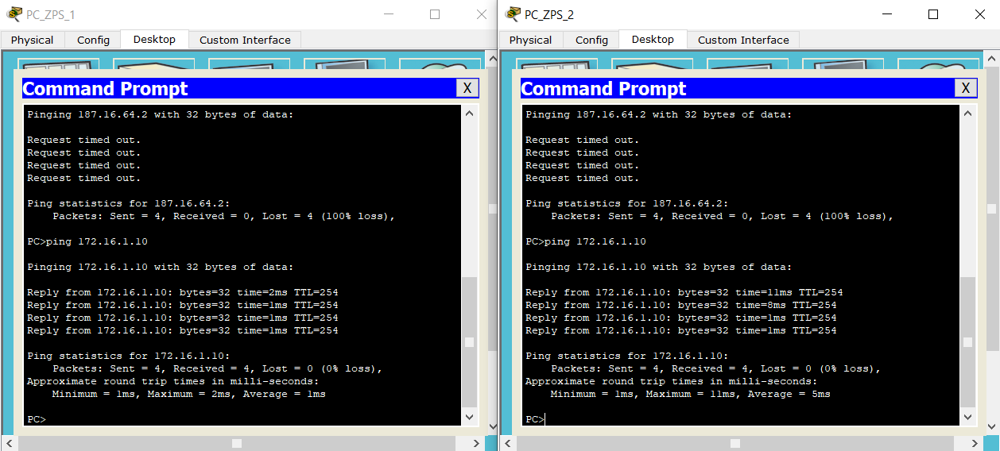 PC_ZPS_1
Physical Config Desktop Custom Interface
Command Prompt X
Pinging 187.16.64.2 with 32 bytes of data:
Request timed out.
Request timed out.
Request timed out.
Request timed out.
Ping statistics for 187.16.64.2:
Packets: Sent = 4, Received = 0, Lost = 4 (100% loss),
PC>ping 172.16.1.10
Pinging 172.16.1.10 with 32 bytes of data:
Reply from 172.16.1.10: bytes=32 time=2ms TTL=254
Reply from 172.16.1.10: bytes=32 time=1ms TTL=254
Reply from 172.16.1.10: bytes=32 time=1ms TTL=254
Reply from 172.16.1.10: bytes=32 time=1ms TTL=254
Ping statistics for 172.16.1.10:
Packets: Sent = 4, Received = 4, Lost = 0 (0% loss),
Approximate round trip times in milli-seconds:
Minimum = 1ms, Maximum = 2ms, Average = 1ms
PC>
PC_ZPS_2
Physical Config Desktop Custom Interface
Command Prompt X
Pinging 187.16.64.2 with 32 bytes of data:
Request timed out.
Request timed out.
Request timed out.
Request timed out.
Ping statistics for 187.16.64.2:
Packets: Sent = 4, Received = 0, Lost = 4 (100% loss),
PC>ping 172.16.1.10
Pinging 172.16.1.10 with 32 bytes of data:
Reply from 172.16.1.10: bytes=32 time=11ms TTL=254
Reply from 172.16.1.10: bytes=32 time=8ms TTL=254
Reply from 172.16.1.10: bytes=32 time=1ms TTL=254
Reply from 172.16.1.10: bytes=32 time=1ms TTL=254
Ping statistics for 172.16.1.10:
Packets: Sent = 4, Received = 4, Lost = 0 (0% loss),
Approximate round trip times in milli-seconds:
Minimum = 1ms, Maximum = 11ms, Average = 5ms
PC>